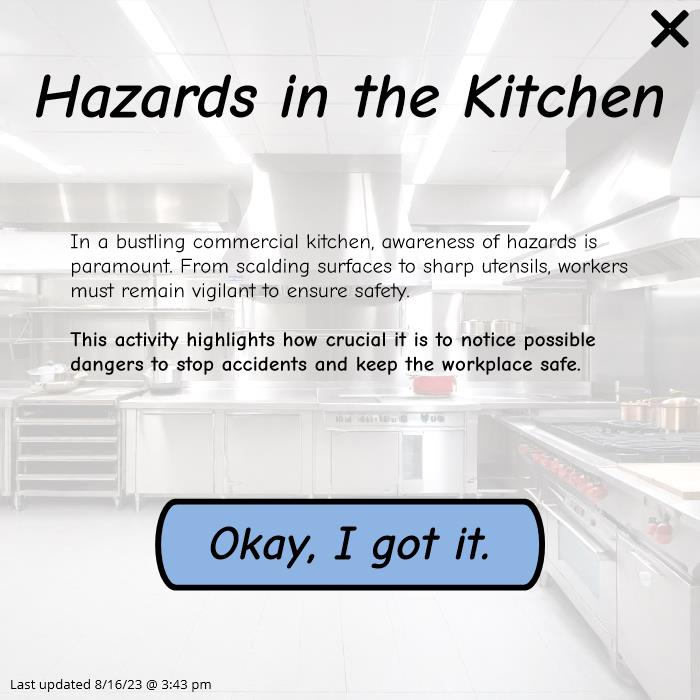 Hazards in the Kitchen
In a bustling commercial kitchen, awareness of hazards is
paramount. From scalding surfaces to sharp utensils, workers
must remain vigilant to ensure safety.
This activity highlights how crucial it is to notice possible
dangers to stop accidents and keep the workplace safe.
Okay, I got it.
Last updated 8/16/23 @ 3:43 pm